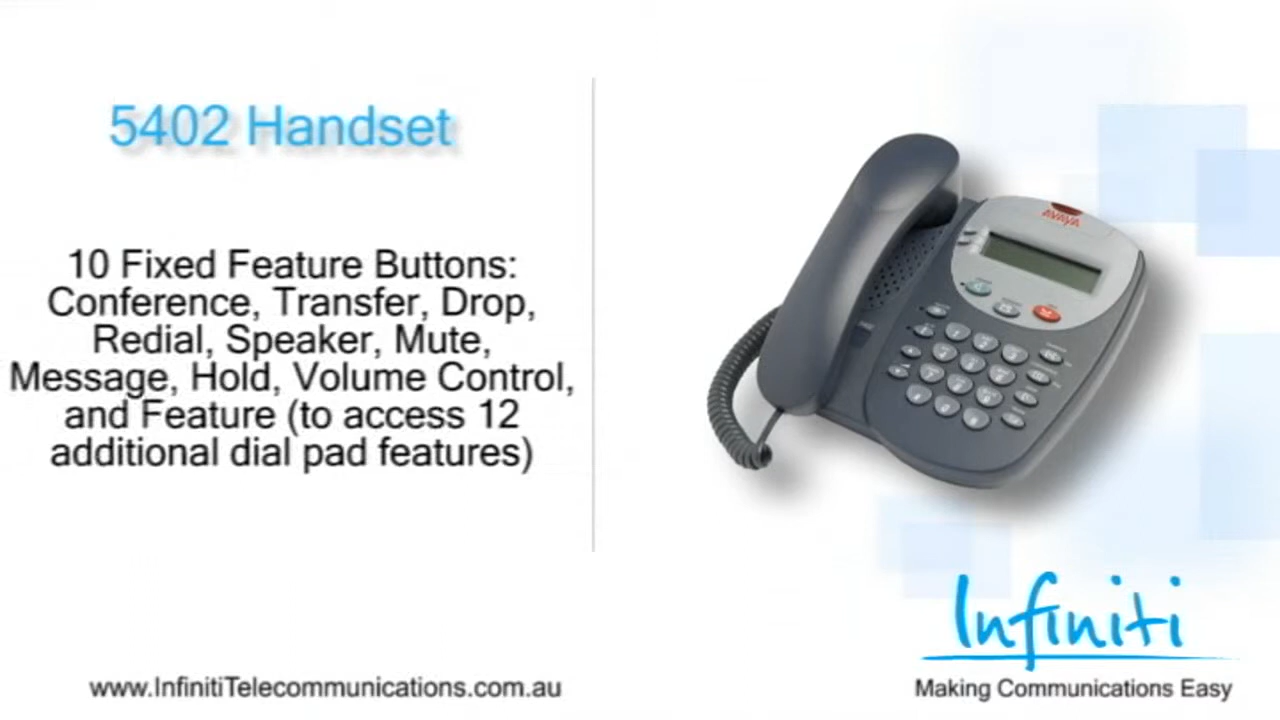 5402 Handset
10 Fixed Feature Buttons:
Conference, Transfer, Drop,
Redial, Speaker, Mute,
Message, Hold, Volume Control,
and Feature (to access 12
additional dial pad features)
AVAYA
Infiniti
www.InfinitiTelecommunications.com.au
Making Communications Easy